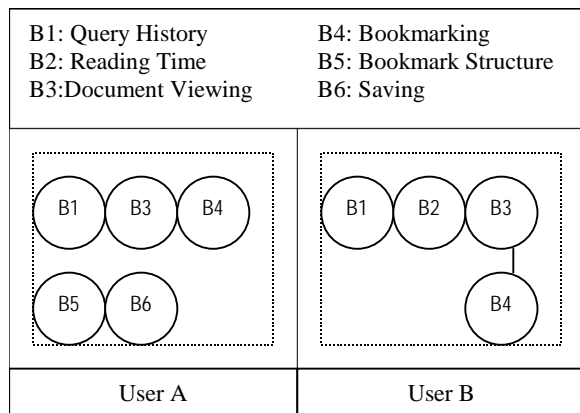 B1: Query History
B2: Reading Time
B3:Document Viewing
B4: Bookmarking
B5: Bookmark Structure
B6: Saving
B1 B3 B4
B5 B6
B1 B2 B3
B4
User A
User B